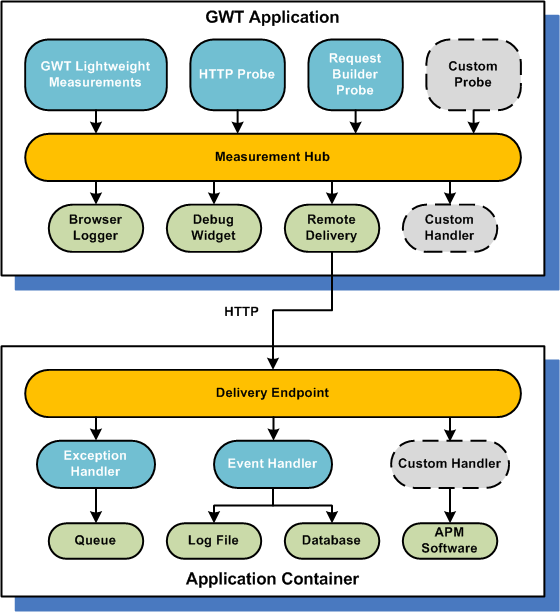 GWT Application
GWT Lightweight
Measurements
HTTP Probe
Request
Builder
Probe
Custom
Probe
Measurement Hub
Browser
Logger
Debug
Widget
Remote
Delivery
Custom
Handler
HTTP
Delivery Endpoint
Exception
Handler
Event Handler
Custom Handler
Queue
Log File
Database
APM
Software
Application Container